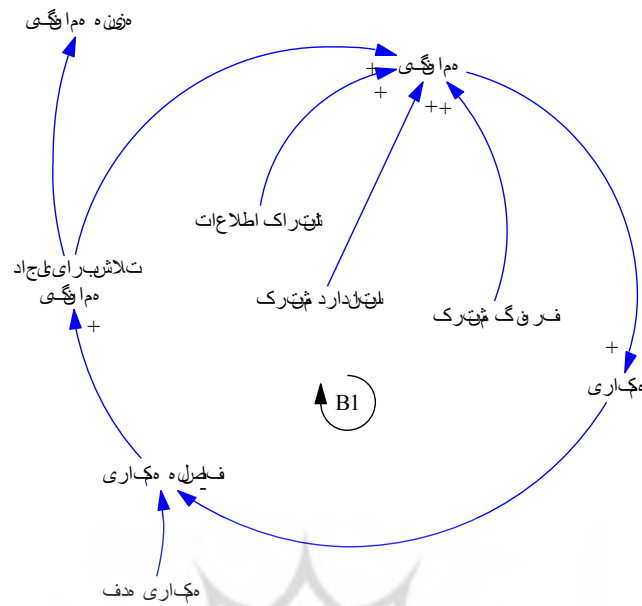 هزینه هماهنگی
هماهنگی
+
+
++
اشتراک اطلاعات
تلاش برای ایجاد
هماهنگی
+
استاندارد مشترک
فرهنگ مشترک
+
همکاری
B1
فاصله همکاری
-
همکاری هدف